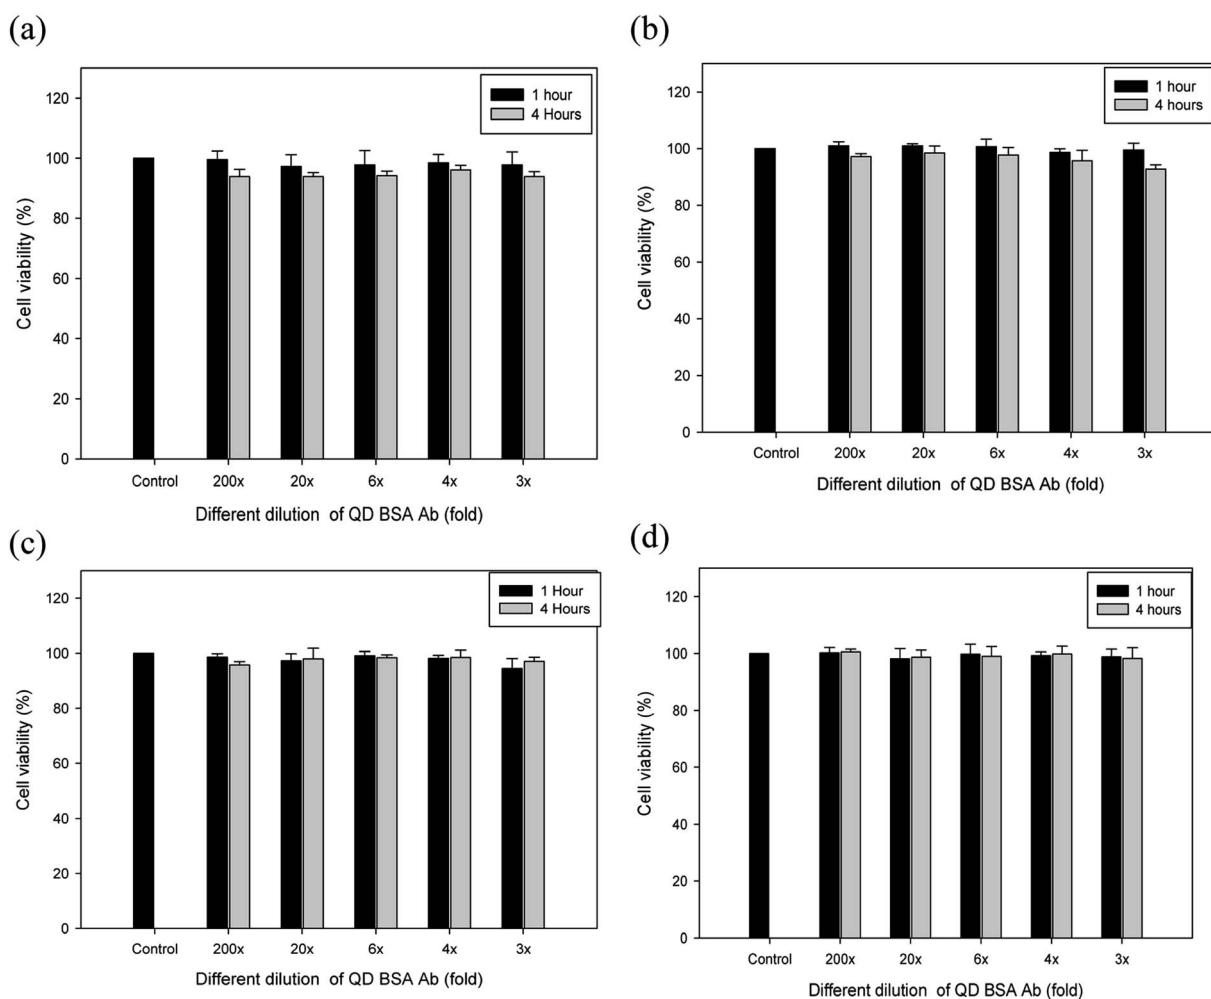 (a)
120
100
80
60
40
20
0
Cell viability (%)
1 hour
4 Hours
Control 200x 20x 6x 4x 3x
Different dilution of QD BSA Ab (fold)
(b)
120
100
80
60
40
20
0
Cell viability (%)
1 hour
4 hours
Control 200x 20x 6x 4x 3x
Different dilution of QD BSA Ab (fold)
(c)
120
100
80
60
40
20
0
Cell viability (%)
1 Hour
4 Hours
Control 200x 20x 6x 4x 3x
Different dilution of QD BSA Ab (fold)
(d)
120
100
80
60
40
20
0
Cell viability (%)
1 hour
4 hours
Control 200x 20x 6x 4x 3x
Different dilution of QD BSA Ab (fold)